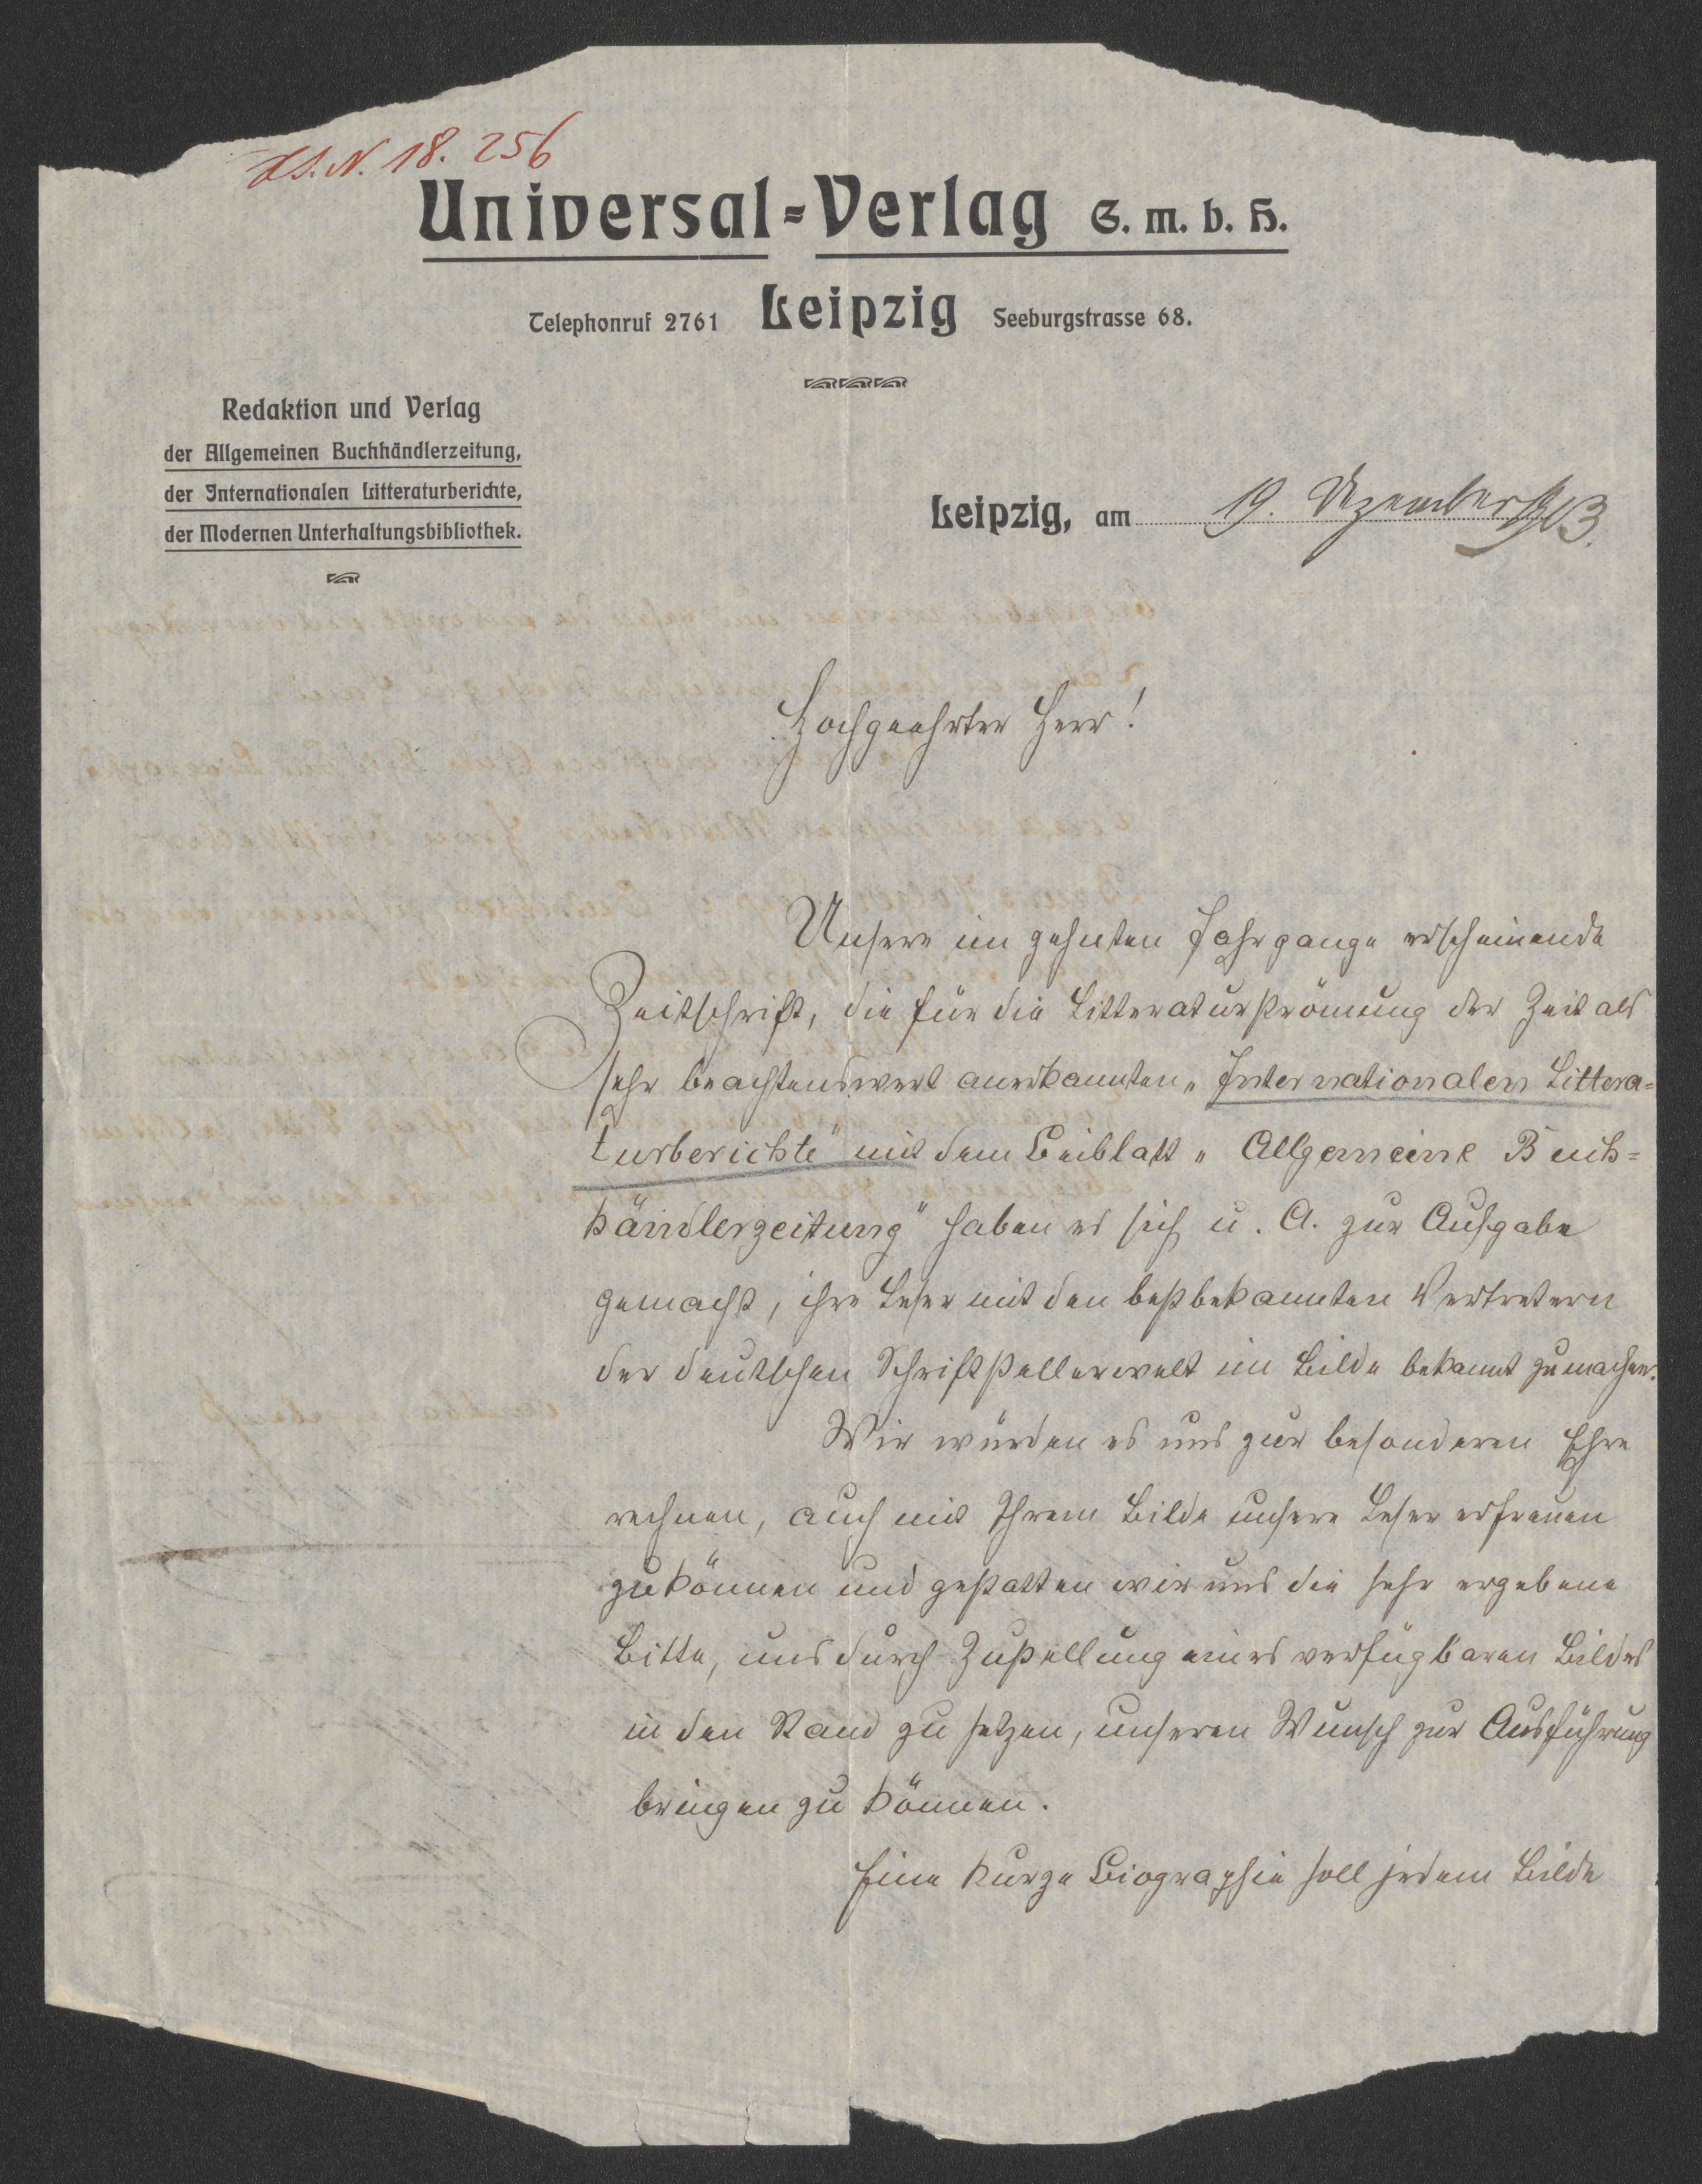 I.N. 18.256
Universal-Verlag G. m. b. H.
Telephonruf 2761 Leipzig Seeburgstrasse 68.
Redaktion und Verlag
der Allgemeinen Buchhändlerzeitung,
der Internationalen Litteraturberichte,
der Modernen Unterhaltungsbibliothek.
Leipzig, am 19. Dezember 1903.
Hochgeehrter Herr!
Unsere im zehnten Jahrgange erscheinende
Zeitschrift, die für die Litteraturströmung der Zeit als
sehr beachtenswert anerkannten „Internationalen Littera=
turberichte" mit dem Beiblatt „Allgemeine Buch=
händlerzeitung" haben es sich u. A. zur Aufgabe
gemacht, ihre Leser mit den bestbekannten Vertretern
der deutschen Schriftstellerwelt im Bilde bekannt zu machen.
Wir würden es uns zur besonderen Ehre
rechnen, auch mit Ihrem Bilde unsere Leser erfreuen
zu können und gestatten wir uns die sehr ergebene
Bitte, uns durch Zustellung eines verfügbaren Bildes
in den Stand zu setzen, unseren Wunsch zur Ausführung
bringen zu können.
Eine kurze Biographie soll jedem Bilde